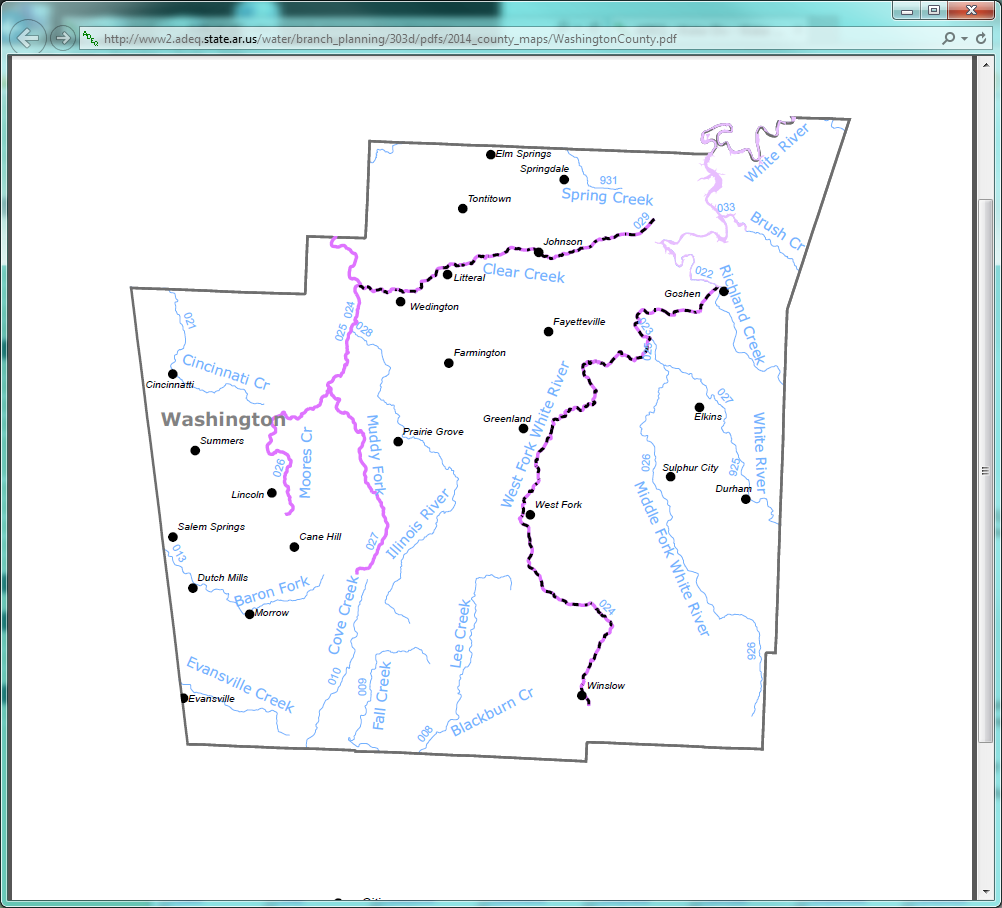 http://www2.adeq.state.ar.us/water/branch_planning/303d/pdfs/2014_county_maps/WashingtonCounty.pdf
White River
Elm Springs
Springdale
931
Spring Creek
Tontitown
033
Brush Cr
029
Johnson
Clear Creek
Litteral
022
Richland Creek
Goshen
Wedington
021
024
025
028
Fayetteville
023
Farmington
Cincinnati Cr
Cincinnatti
West Fork White River
027
Elkins
White River
Washington
Greenland
Muddy Fork
Prairie Grove
Summers
Moores Cr
026
026
Sulphur City
925
Durham
Lincoln
Middle Fork White River
West Fork
Illinois River
Salem Springs
Cane Hill
027
013
Dutch Mills
Baron Fork
Morrow
Cove Creek
Lee Creek
024
926
Evansville Creek
010
009
Fall Creek
Winslow
Evansville
Blackburn Cr
008